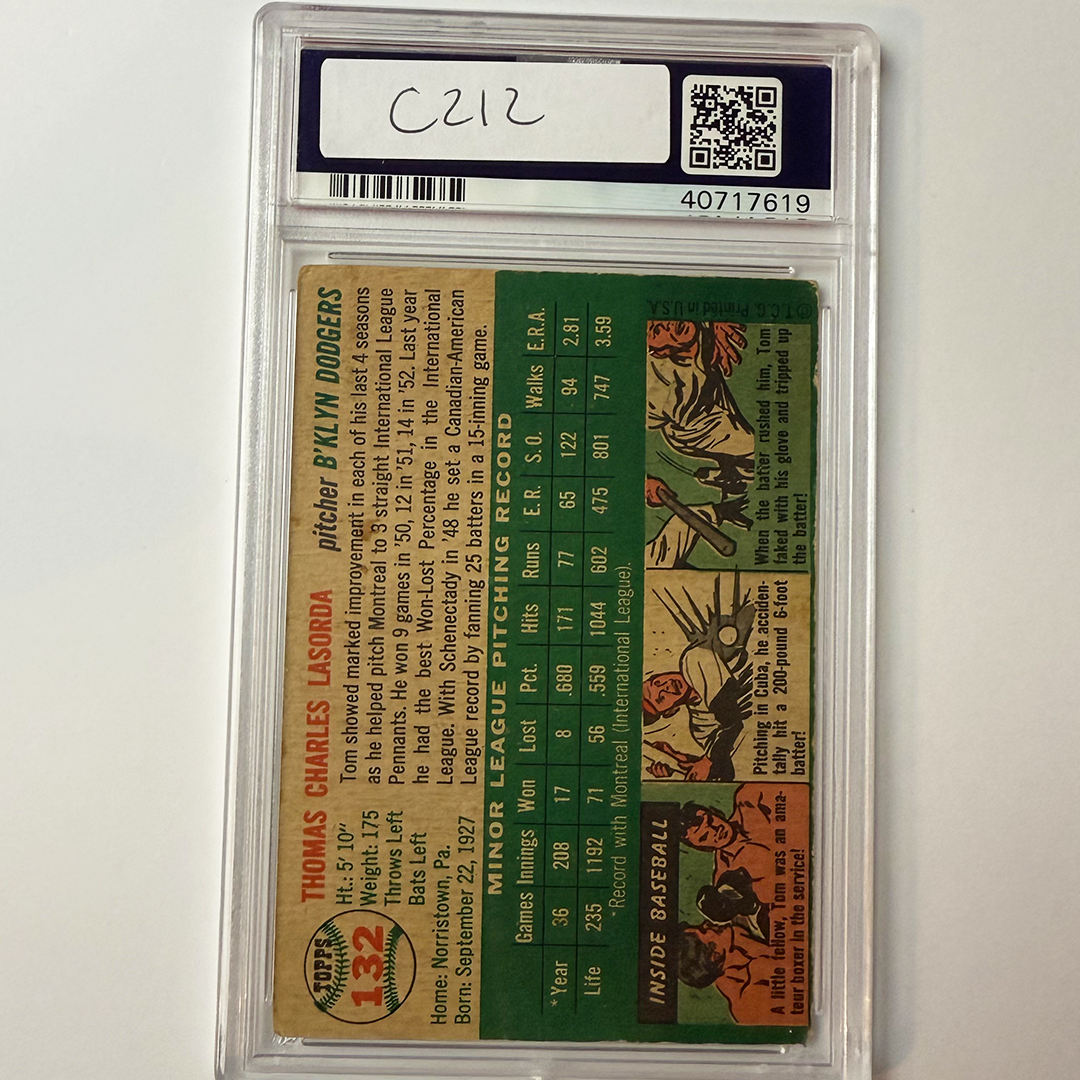 C212
40717619
TOPPS
132
THOMAS CHARLES LASORDA
pitcher B'KLYN DODGERS
Ht.: 5' 10"
Weight: 175
Throws Left
Bats Left
Home: Norristown, Pa.
Born: September 22, 1927
Tom showed marked improvement in each of his last 4 seasons
as he helped pitch Montreal to 3 straight International League
Pennants. He won 9 games in '50, 12 in '51, 14 in '52. Last year
he had the best Won-Lost Percentage in the International
League. With Schenectady in '48 he set a Canadian-American
League record by fanning 25 batters in a 15-inning game.
MINOR LEAGUE PITCHING RECORD
Games Innings Won Lost Pct. Hits Runs E.R. S.O. Walks E.R.A.
*Year 36 208 17 8 .680 171 77 65 122 94 2.81
Life 235 1192 71 56 .559 1044 602 475 801 747 3.59
*Record with Montreal (International League).
INSIDE BASEBALL
A little fellow, Tom was an ama-
teur boxer in the service!
Pitching in Cuba, he acciden-
tally hit a 200-pound 6-foot
batter!
When the batter rushed him, Tom
faked with his glove and tripped up
the batter!
© T.C.G. Printed in U.S.A.